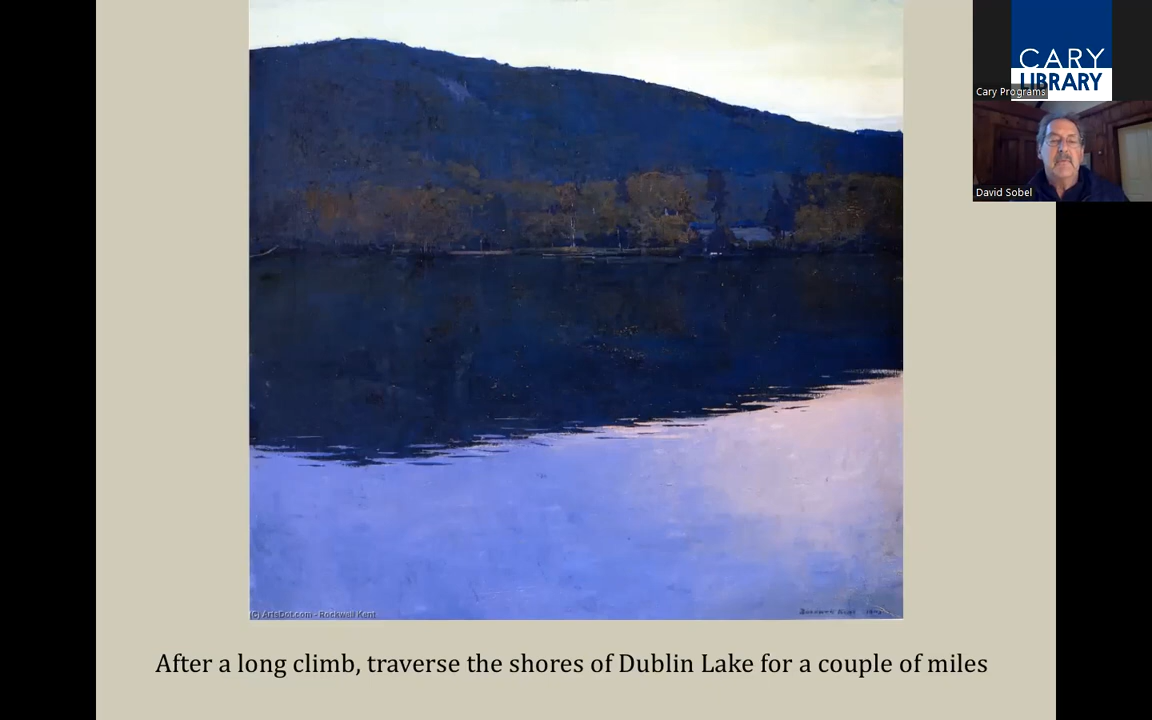 CARY
LIBRARY
Cary Programs
David Sobel
(C) ArtsDot.com - Rockwell Kent
After a long climb, traverse the shores of Dublin Lake for a couple of miles